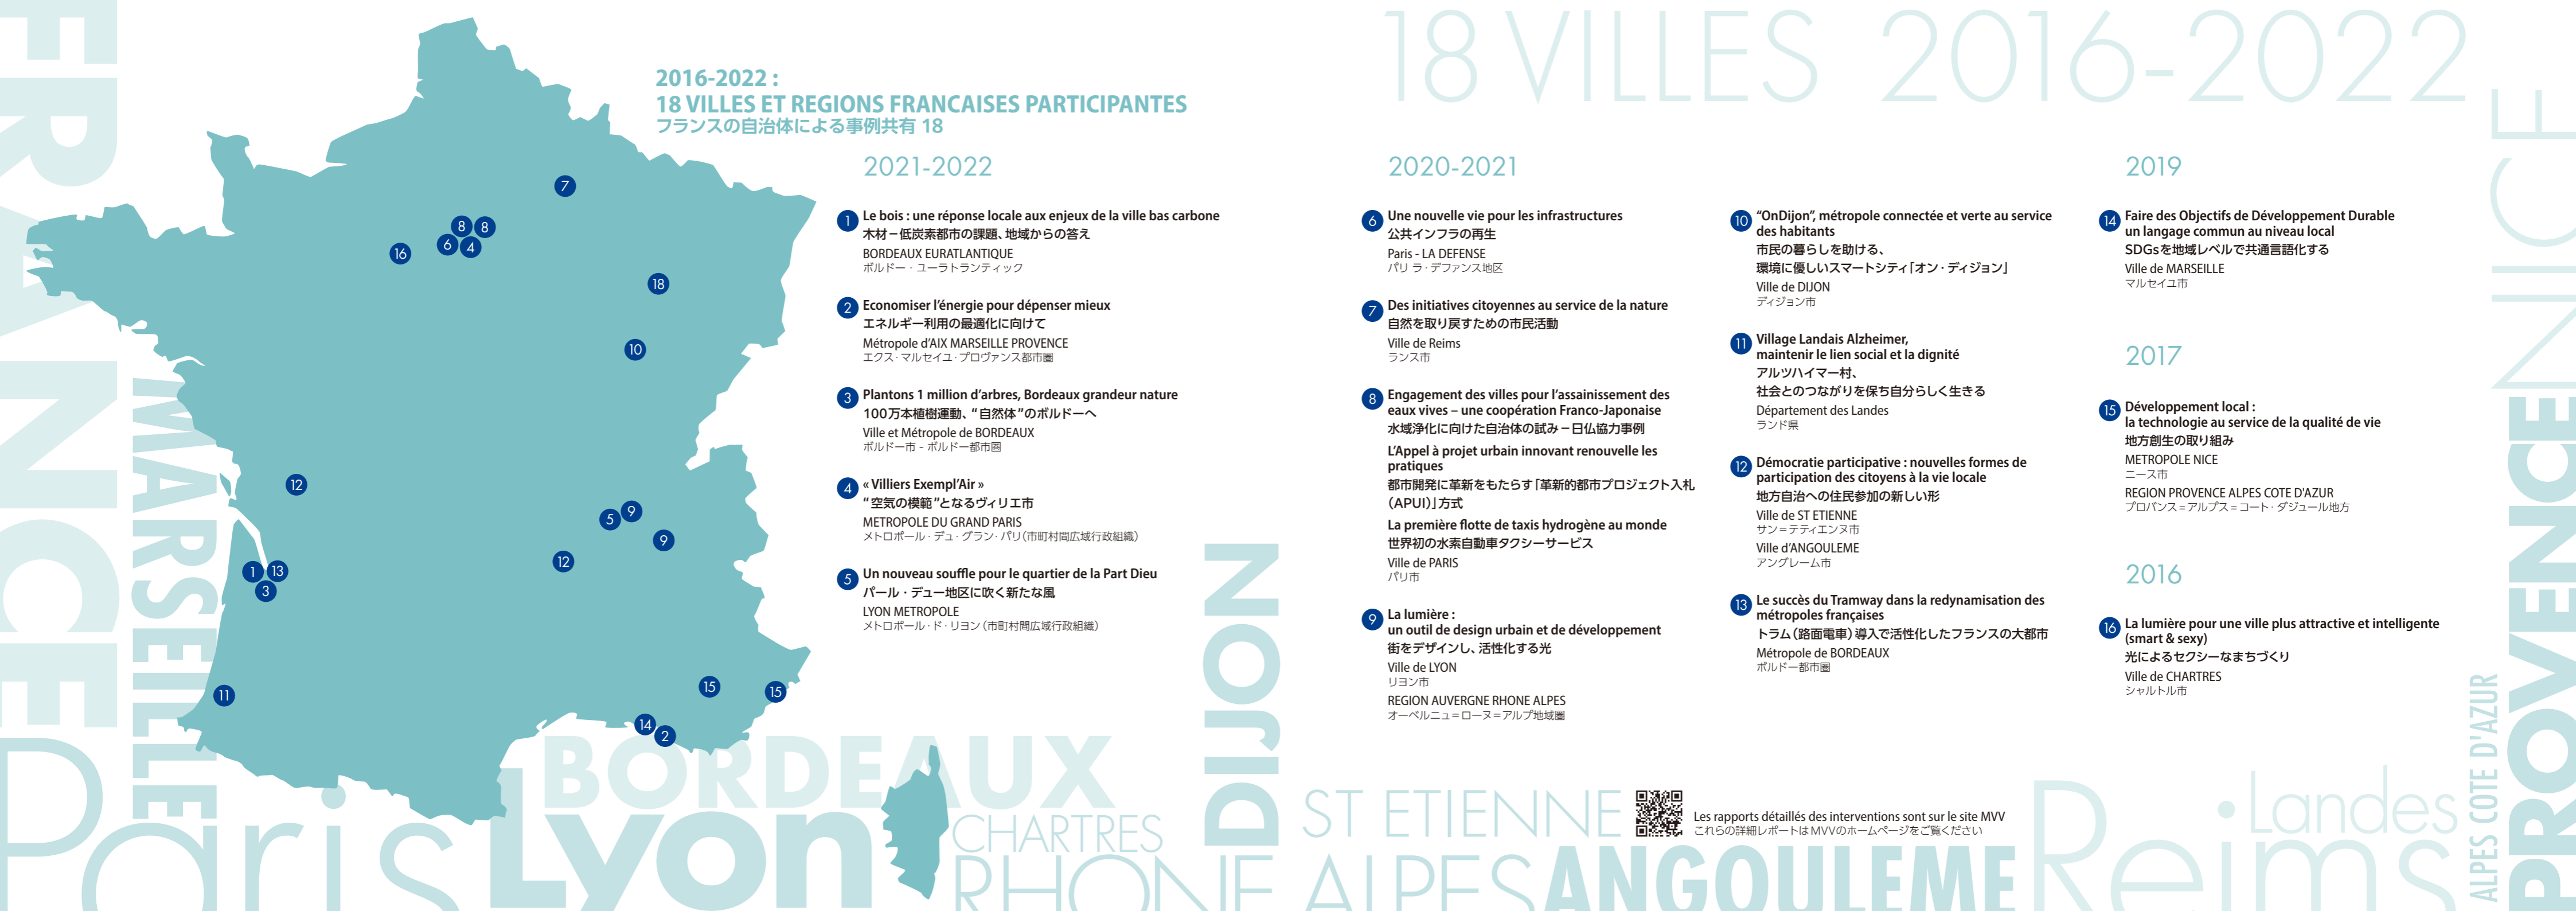 FRANCE
MARSEILLE
Paris
2016-2022 :
18 VILLES ET REGIONS FRANCAISES PARTICIPANTES
フランスの自治体による事例共有 18
7
8
8
6
4
16
18
10
12
5
9
9
12
1
13
3
11
15
15
14
2
2021-2022
1
Le bois : une réponse locale aux enjeux de la ville bas carbone
木材－低炭素都市の課題、地域からの答え
BORDEAUX EURATLANTIQUE
ボルドー・ユーラトランティック
2
Economiser l’énergie pour dépenser mieux
エネルギー利用の最適化に向けて
Métropole d’AIX MARSEILLE PROVENCE
エクス・マルセイユ・プロヴァンス都市圏
3
Plantons 1 million d’arbres, Bordeaux grandeur nature
100万本植樹運動、“自然体”のボルドーへ
Ville et Métropole de BORDEAUX
ボルドー市 - ボルドー都市圏
4
« Villiers Exempl’Air »
“空気の模範”となるヴィリエ市
METROPOLE DU GRAND PARIS
メトロポール・デュ・グラン・パリ（市町村間広域行政組織）
5
Un nouveau souffle pour le quartier de la Part Dieu
パール・デュー地区に吹く新たな風
LYON METROPOLE
メトロポール・ド・リヨン（市町村間広域行政組織）
BORDEAUX
Lyon
CHARTRES
RHONE ALPES
DIJON
18 VILLES 2016-2022
2020-2021
6
Une nouvelle vie pour les infrastructures
公共インフラの再生
Paris - LA DEFENSE
パリ ラ・デファンス地区
7
Des initiatives citoyennes au service de la nature
自然を取り戻すための市民活動
Ville de Reims
ランス市
8
Engagement des villes pour l’assainissement des
eaux vives – une coopération Franco-Japonaise
水域浄化に向けた自治体の試み－日仏協力事例
L’Appel à projet urbain innovant renouvelle les
pratiques
都市開発に革新をもたらす「革新的都市プロジェクト入札
（APUI）」方式
La première flotte de taxis hydrogène au monde
世界初の水素自動車タクシーサービス
Ville de PARIS
パリ市
9
La lumière :
un outil de design urbain et de développement
街をデザインし、活性化する光
Ville de LYON
リヨン市
REGION AUVERGNE RHONE ALPES
オーベルニュ＝ローヌ＝アルプ地域圏
10
“OnDijon”, métropole connectée et verte au service
des habitants
市民の暮らしを助ける、
環境に優しいスマートシティ「オン・ディジョン」
Ville de DIJON
ディジョン市
11
Village Landais Alzheimer,
maintenir le lien social et la dignité
アルツハイマー村、
社会とのつながりを保ち自分らしく生きる
Département des Landes
ランド県
12
Démocratie participative : nouvelles formes de
participation des citoyens à la vie locale
地方自治への住民参加の新しい形
Ville de ST ETIENNE
サン＝テティエンヌ市
Ville d’ANGOULEME
アングレーム市
13
Le succès du Tramway dans la redynamisation des
métropoles françaises
トラム（路面電車）導入で活性化したフランスの大都市
Métropole de BORDEAUX
ボルドー都市圏
2019
14
Faire des Objectifs de Développement Durable
un langage commun au niveau local
SDGsを地域レベルで共通言語化する
Ville de MARSEILLE
マルセイユ市
2017
15
Développement local :
la technologie au service de la qualité de vie
地方創生の取り組み
METROPOLE NICE
ニース市
REGION PROVENCE ALPES COTE D'AZUR
プロバンス＝アルプス＝コート・ダジュール地方
2016
16
La lumière pour une ville plus attractive et intelligente
(smart & sexy)
光によるセクシーなまちづくり
Ville de CHARTRES
シャルトル市
Les rapports détaillés des interventions sont sur le site MVV
これらの詳細レポートはMVVのホームページをご覧ください
ST ETIENNE
ANGOULEME
Reims
Landes
ALPES COTE D'AZUR
PROVENCE
NICE